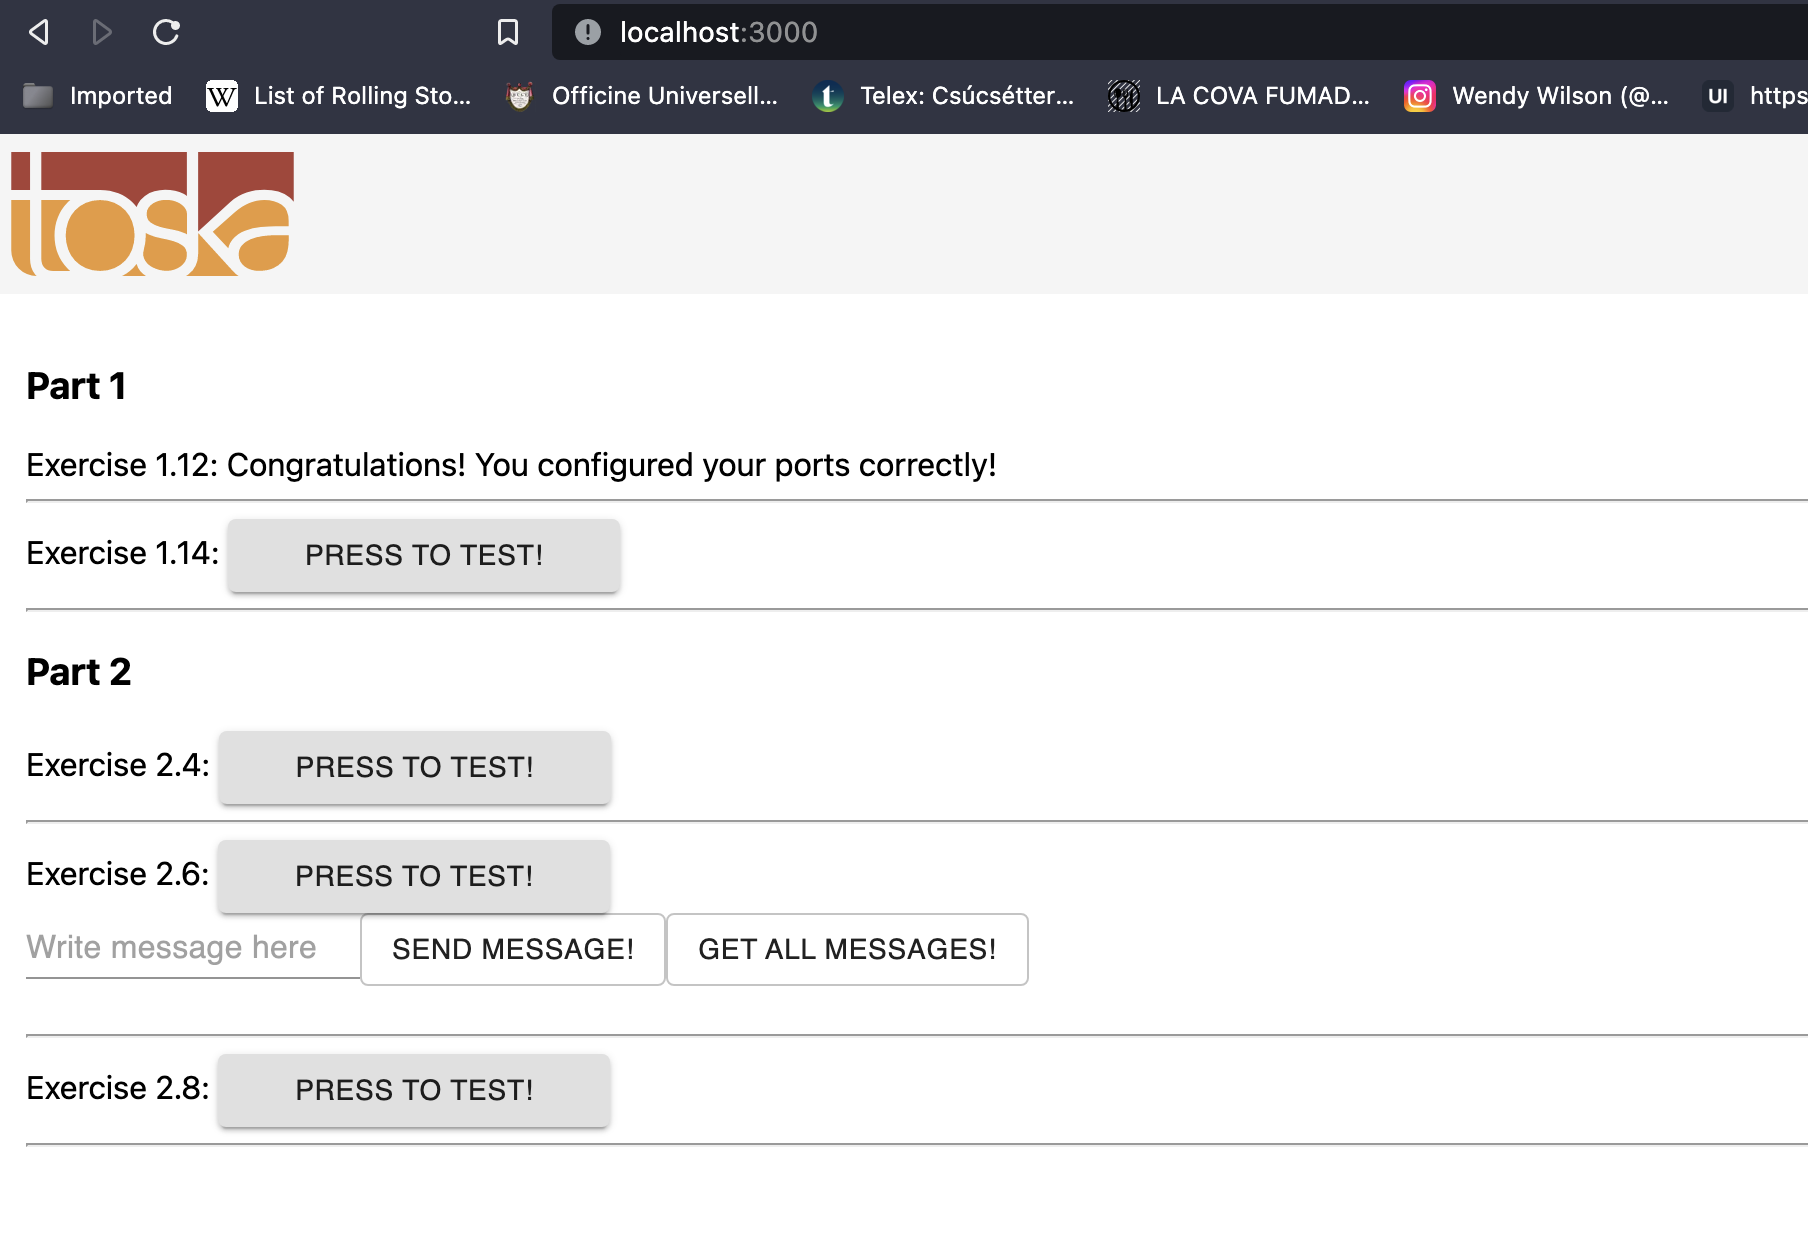 localhost:3000
Imported List of Rolling Sto... Officine Universell... Telex: Csúcsétter... LA COVA FUMAD... Wendy Wilson (@... UI https
toska
Part 1
Exercise 1.12: Congratulations! You configured your ports correctly!
Exercise 1.14: PRESS TO TEST!
Part 2
Exercise 2.4: PRESS TO TEST!
Exercise 2.6: PRESS TO TEST!
Write message here SEND MESSAGE! GET ALL MESSAGES!
Exercise 2.8: PRESS TO TEST!